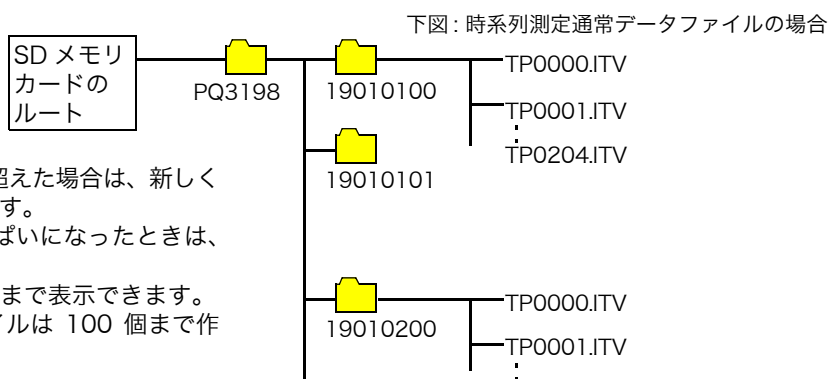 下図 : 時系列測定通常データファイルの場合
SD メモリ
カードの
ルート
PQ3198
19010100
TP0000.ITV
TP0001.ITV
TP0204.ITV
19010101
超えた場合は、新しく
す。
ぱいになったときは、
まで表示できます。
イルは 100 個まで作
19010200
TP0000.ITV
TP0001.ITV